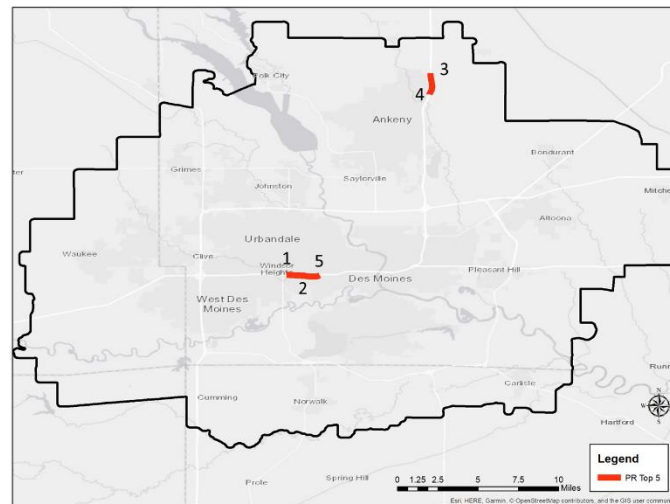 Polk City
3
4
Ankeny
Bondurant
Grimes
Saylorville
Johnston
Altoona
Urbandale
Waukee
Clive
1
5
Windsor
Heights
2
Des Moines
Pleasant Hill
West Des
Moines
Cumming
Norwalk
Carlisle
Hartford
Prole
Spring Hill
N
W
E
S
Legend
PR Top 5
0 1.25 2.5 5 7.5 10
Miles
Esri, HERE, Garmin, © OpenStreetMap contributors, and the GIS user